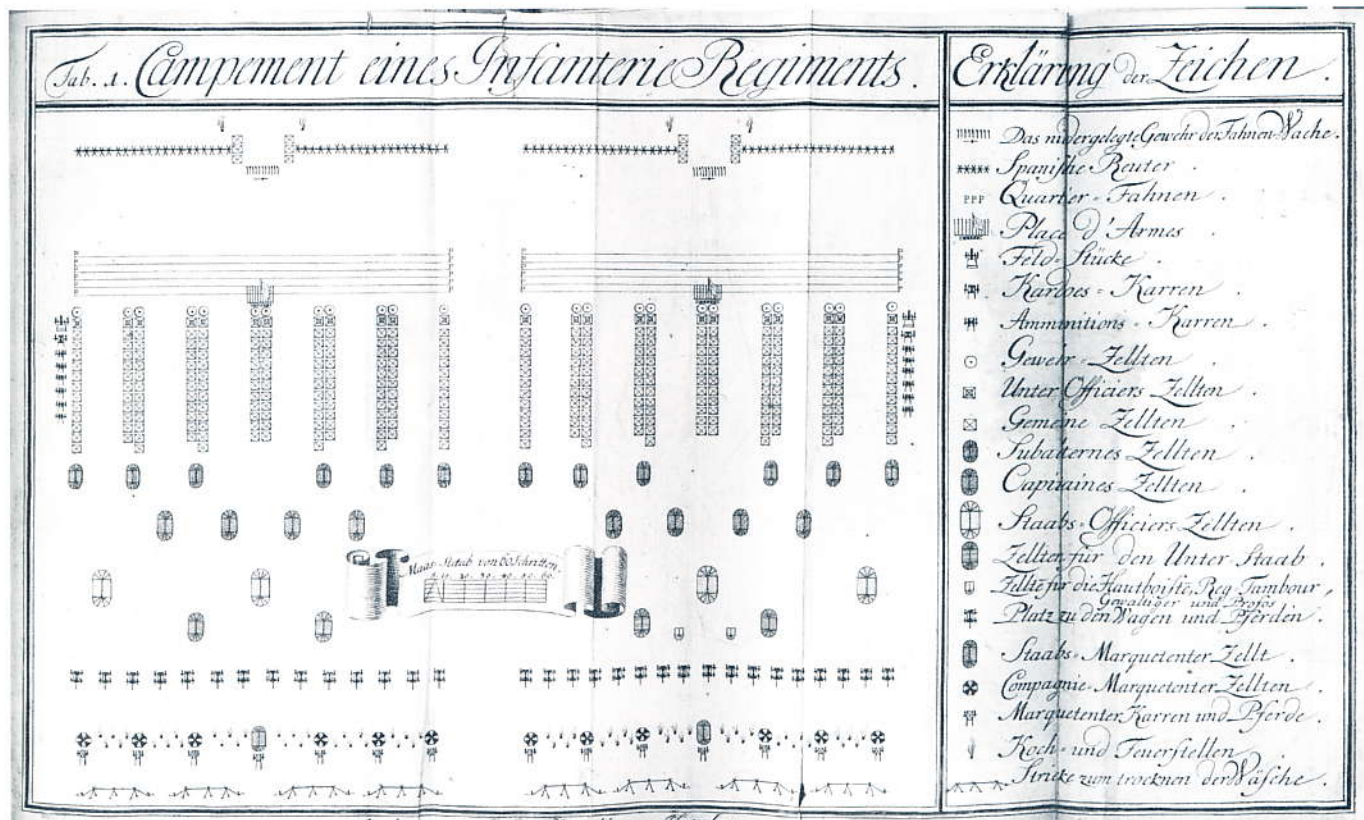 Tab. 1. Campement eines Infanterie Regiments.
Erklärung der Zeichen.
Das nidergelegte Gewehr der Fahnen-Wache.
Spanishe Reuter.
PPP Quartier-Fahnen.
Place d'Armes.
Feld-Stücke.
Karren.
Ammunitions-Karren.
Gewehr-Zellten.
Unter Officiers Zellten.
Gemeine Zellten.
Subalternes Zellten.
Capitaines Zellten.
Staabs-Officiers Zellten.
Zellten für den Unter Staab.
Zellte für die Hautboiste, Reg. Tambour,
Gewaltiger und Profos
Platz zu den Wagen und Pferden.
Staabs-Marquetenter Zellt.
Compagnie-Marquetenter Zellten.
Marquetenter Karren und Pferde.
Koch- und Feuerstellen.
Stricke zum trocknen der Wäsche.
Maas-Staab von 60 Schritten.